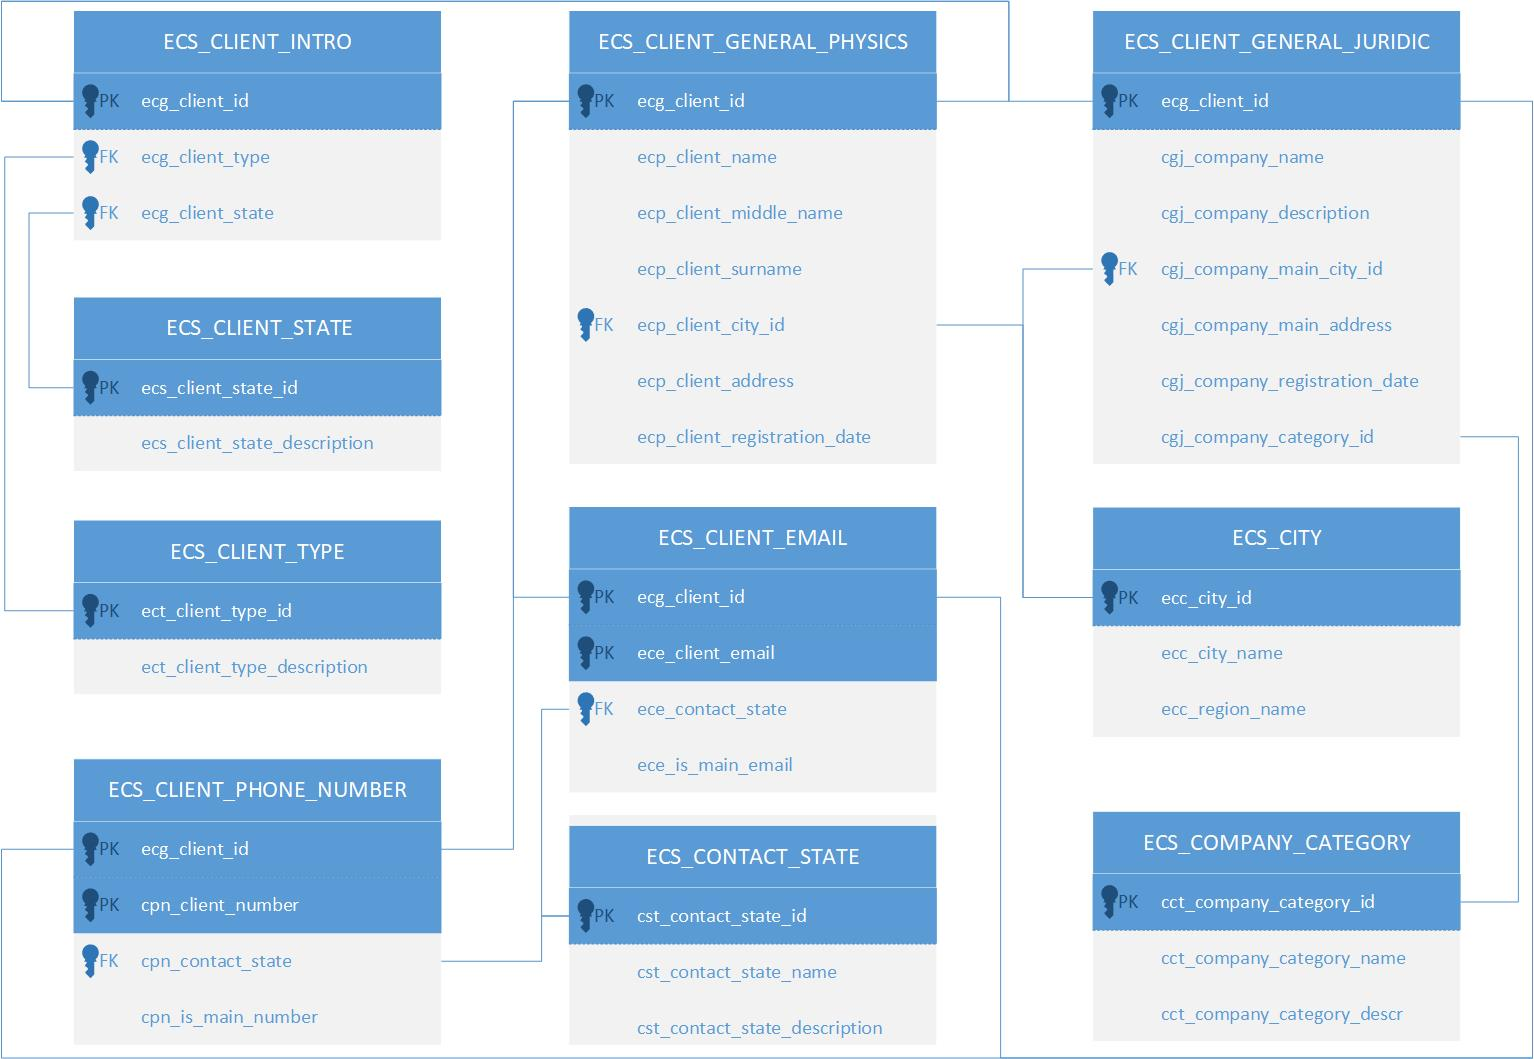 ECS_CLIENT_INTRO
PK ecg_client_id
FK ecg_client_type
FK ecg_client_state
ECS_CLIENT_STATE
PK ecs_client_state_id
ecs_client_state_description
ECS_CLIENT_TYPE
PK ect_client_type_id
ect_client_type_description
ECS_CLIENT_PHONE_NUMBER
PK ecg_client_id
PK cpn_client_number
FK cpn_contact_state
cpn_is_main_number
ECS_CLIENT_GENERAL_PHYSICS
PK ecg_client_id
ecp_client_name
ecp_client_middle_name
ecp_client_surname
FK ecp_client_city_id
ecp_client_address
ecp_client_registration_date
ECS_CLIENT_EMAIL
PK ecg_client_id
PK ece_client_email
FK ece_contact_state
ece_is_main_email
ECS_CONTACT_STATE
PK cst_contact_state_id
cst_contact_state_name
cst_contact_state_description
ECS_CLIENT_GENERAL_JURIDIC
PK ecg_client_id
cgj_company_name
cgj_company_description
FK cgj_company_main_city_id
cgj_company_main_address
cgj_company_registration_date
cgj_company_category_id
ECS_CITY
PK ecc_city_id
ecc_city_name
ecc_region_name
ECS_COMPANY_CATEGORY
PK cct_company_category_id
cct_company_category_name
cct_company_category_descr